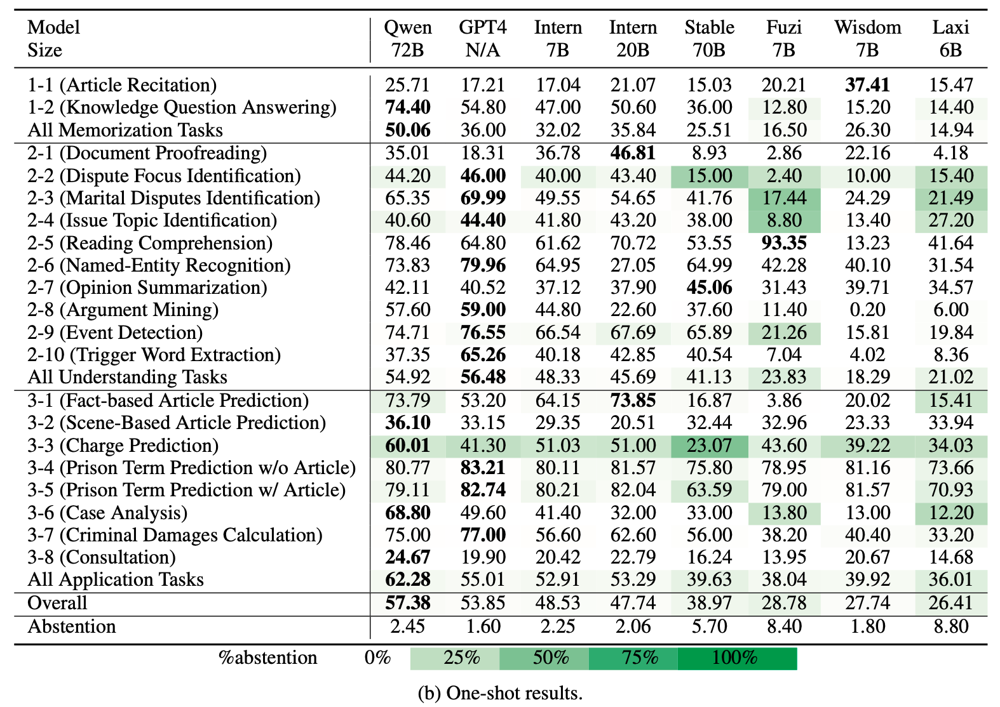 Model Qwen GPT4 Intern Intern Stable Fuzi Wisdom Laxi
Size 72B N/A 7B 20B 70B 7B 7B 6B
1-1 (Article Recitation) 25.71 17.21 17.04 21.07 15.03 20.21 37.41 15.47
1-2 (Knowledge Question Answering) 74.40 54.80 47.00 50.60 36.00 12.80 15.20 14.40
All Memorization Tasks 50.06 36.00 32.02 35.84 25.51 16.50 26.30 14.94
2-1 (Document Proofreading) 35.01 18.31 36.78 46.81 8.93 2.86 22.16 4.18
2-2 (Dispute Focus Identification) 44.20 46.00 40.00 43.40 15.00 2.40 10.00 15.40
2-3 (Marital Disputes Identification) 65.35 69.99 49.55 54.65 41.76 17.44 24.29 21.49
2-4 (Issue Topic Identification) 40.60 44.40 41.80 43.20 38.00 8.80 13.40 27.20
2-5 (Reading Comprehension) 78.46 64.80 61.62 70.72 53.55 93.35 13.23 41.64
2-6 (Named-Entity Recognition) 73.83 79.96 64.95 27.05 64.99 42.28 40.10 31.54
2-7 (Opinion Summarization) 42.11 40.52 37.12 37.90 45.06 31.43 39.71 34.57
2-8 (Argument Mining) 57.60 59.00 44.80 22.60 37.60 11.40 0.20 6.00
2-9 (Event Detection) 74.71 76.55 66.54 67.69 65.89 21.26 15.81 19.84
2-10 (Trigger Word Extraction) 37.35 65.26 40.18 42.85 40.54 7.04 4.02 8.36
All Understanding Tasks 54.92 56.48 48.33 45.69 41.13 23.83 18.29 21.02
3-1 (Fact-based Article Prediction) 73.79 53.20 64.15 73.85 16.87 3.86 20.02 15.41
3-2 (Scene-Based Article Prediction) 36.10 33.15 29.35 20.51 32.44 32.96 23.33 33.94
3-3 (Charge Prediction) 60.01 41.30 51.03 51.00 23.07 43.60 39.22 34.03
3-4 (Prison Term Prediction w/o Article) 80.77 83.21 80.11 81.57 75.80 78.95 81.16 73.66
3-5 (Prison Term Prediction w/ Article) 79.11 82.74 80.21 82.04 63.59 79.00 81.57 70.93
3-6 (Case Analysis) 68.80 49.60 41.40 32.00 33.00 13.80 13.00 12.20
3-7 (Criminal Damages Calculation) 75.00 77.00 56.60 62.60 56.00 38.20 40.40 33.20
3-8 (Consultation) 24.67 19.90 20.42 22.79 16.24 13.95 20.67 14.68
All Application Tasks 62.28 55.01 52.91 53.29 39.63 38.04 39.92 36.01
Overall 57.38 53.85 48.53 47.74 38.97 28.78 27.74 26.41
Abstention 2.45 1.60 2.25 2.06 5.70 8.40 1.80 8.80
%abstention 0% 25% 50% 75% 100%
(b) One-shot results.